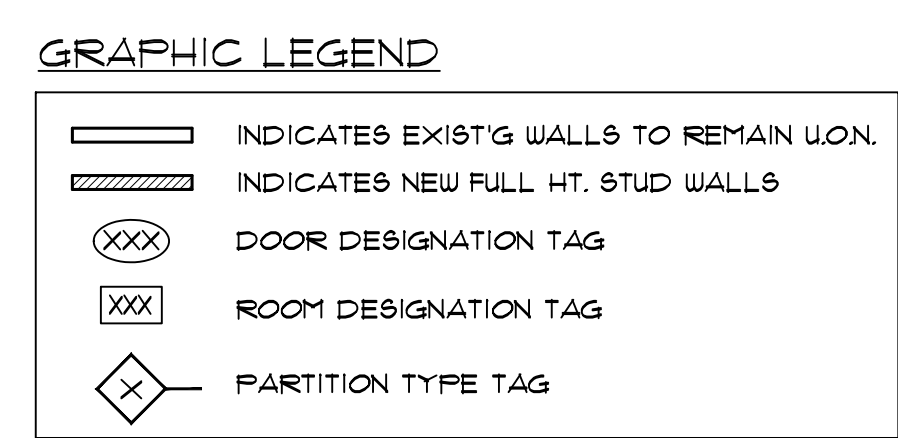 GRAPHIC LEGEND
INDICATES EXIST'G WALLS TO REMAIN U.O.N.
INDICATES NEW FULL HT. STUD WALLS
XXX DOOR DESIGNATION TAG
XXX ROOM DESIGNATION TAG
X PARTITION TYPE TAG